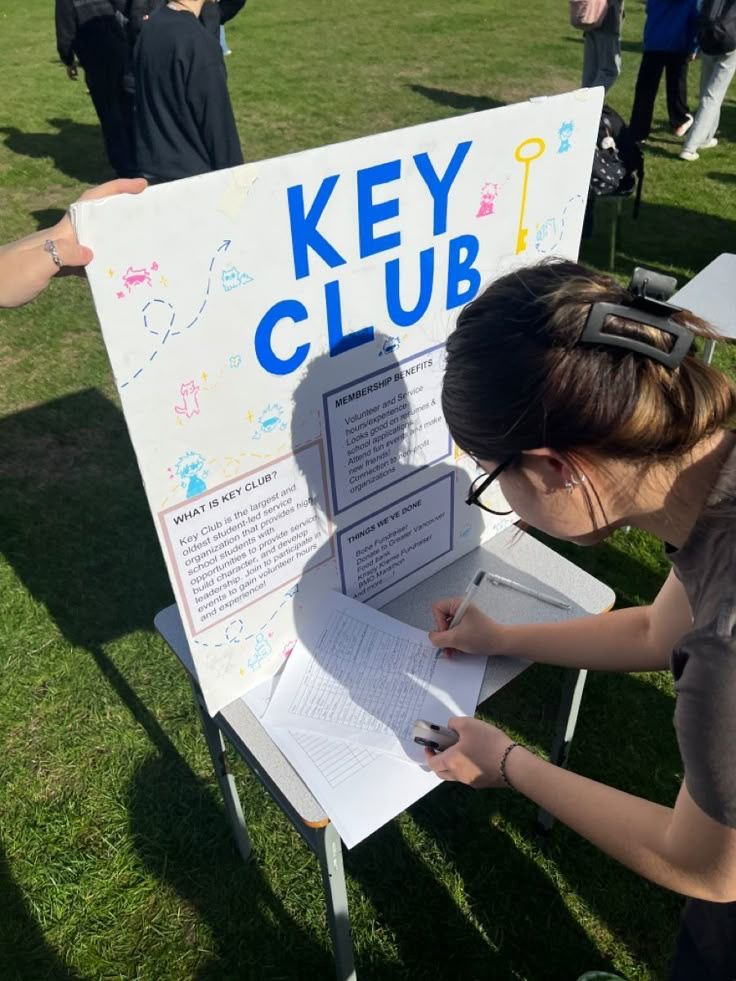 KEY
CLUB
MEMBERSHIP BENEFITS
Volunteer and Service
hours/experience
Looks good on resumes &
school applications
Attend fun events and make
new friends!
Connection to nonprofit
organizations
WHAT IS KEY CLUB?
Key Club is the largest and
oldest student-led service
organization that provides high
school students with
opportunities to provide service,
build character, and develop
leadership. Join to participate in
events to gain volunteer hours
and experience!
THINGS WE'VE DONE
Boba Fundraiser
Donate to Greater Vancouver
Food bank
Krispy Kreme Fundraiser
BMO Marathon
And more.....!